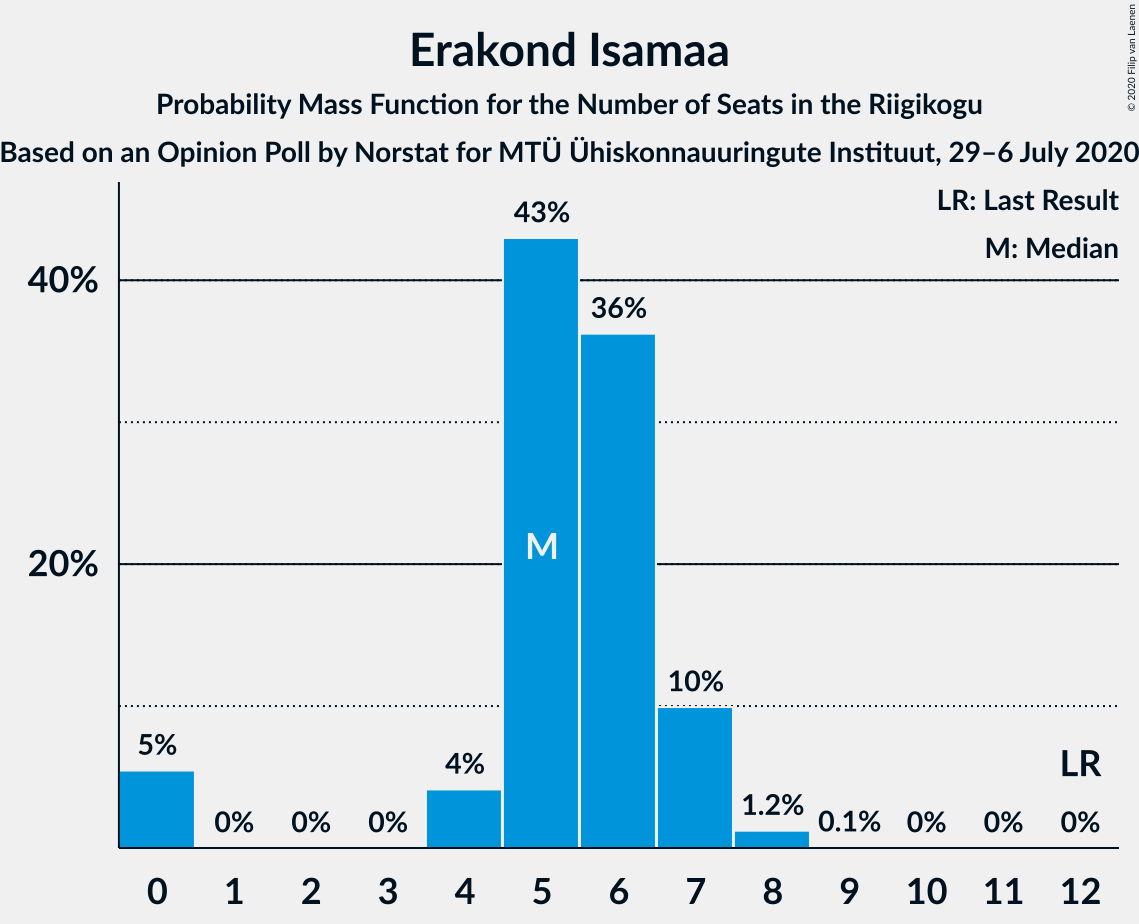 Erakond Isamaa
Probability Mass Function for the Number of Seats in the Riigikogu
Based on an Opinion Poll by Norstat for MTÜ Ühiskonnauuringute Instituut, 29–6 July 2020
© 2020 Filip van Laenen
LR: Last Result
M: Median
43%
40%
36%
M
20%
10%
5%
4%
LR
1.2%
0% 0% 0% 0.1% 0% 0% 0%
0 1 2 3 4 5 6 7 8 9 10 11 12